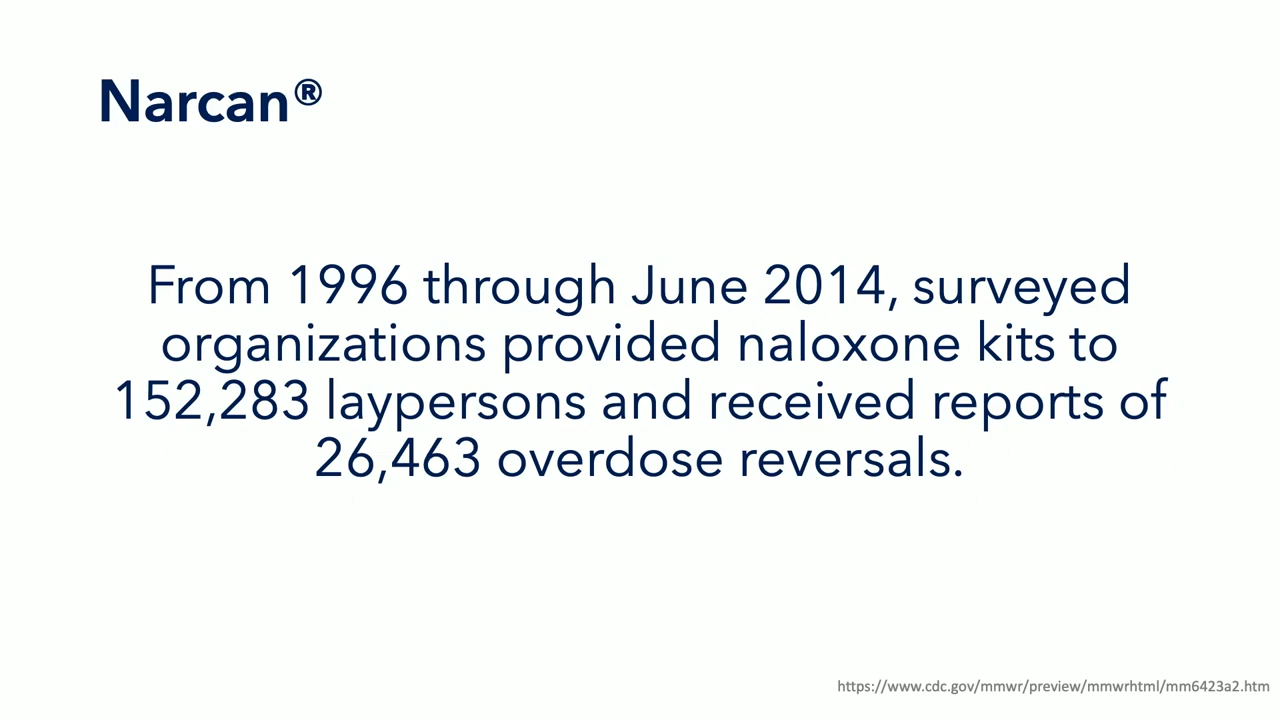 Narcan®
From 1996 through June 2014, surveyed
organizations provided naloxone kits to
152,283 laypersons and received reports of
26,463 overdose reversals.
https://www.cdc.gov/mmwr/preview/mmwrhtml/mm6423a2.htm